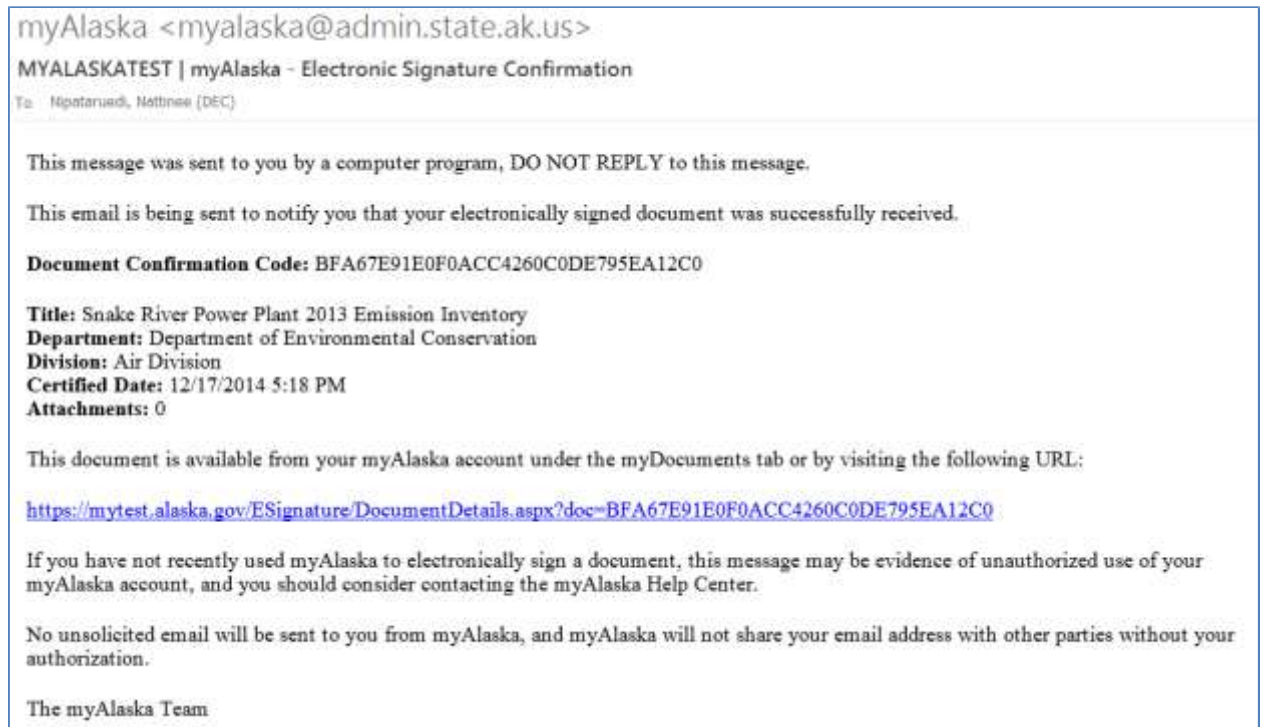 myAlaska <myalaska@admin.state.ak.us>
MYALASKATEST | myAlaska - Electronic Signature Confirmation
To Nipataruedi, Nattinee (DEC)
This message was sent to you by a computer program, DO NOT REPLY to this message.
This email is being sent to notify you that your electronically signed document was successfully received.
Document Confirmation Code: BFA67E91E0F0ACC4260C0DE795EA12C0
Title: Snake River Power Plant 2013 Emission Inventory
Department: Department of Environmental Conservation
Division: Air Division
Certified Date: 12/17/2014 5:18 PM
Attachments: 0
This document is available from your myAlaska account under the myDocuments tab or by visiting the following URL:
https://mytest.alaska.gov/ESignature/DocumentDetails.aspx?doc=BFA67E91E0F0ACC4260C0DE795EA12C0
If you have not recently used myAlaska to electronically sign a document, this message may be evidence of unauthorized use of your
myAlaska account, and you should consider contacting the myAlaska Help Center.
No unsolicited email will be sent to you from myAlaska, and myAlaska will not share your email address with other parties without your
authorization.
The myAlaska Team